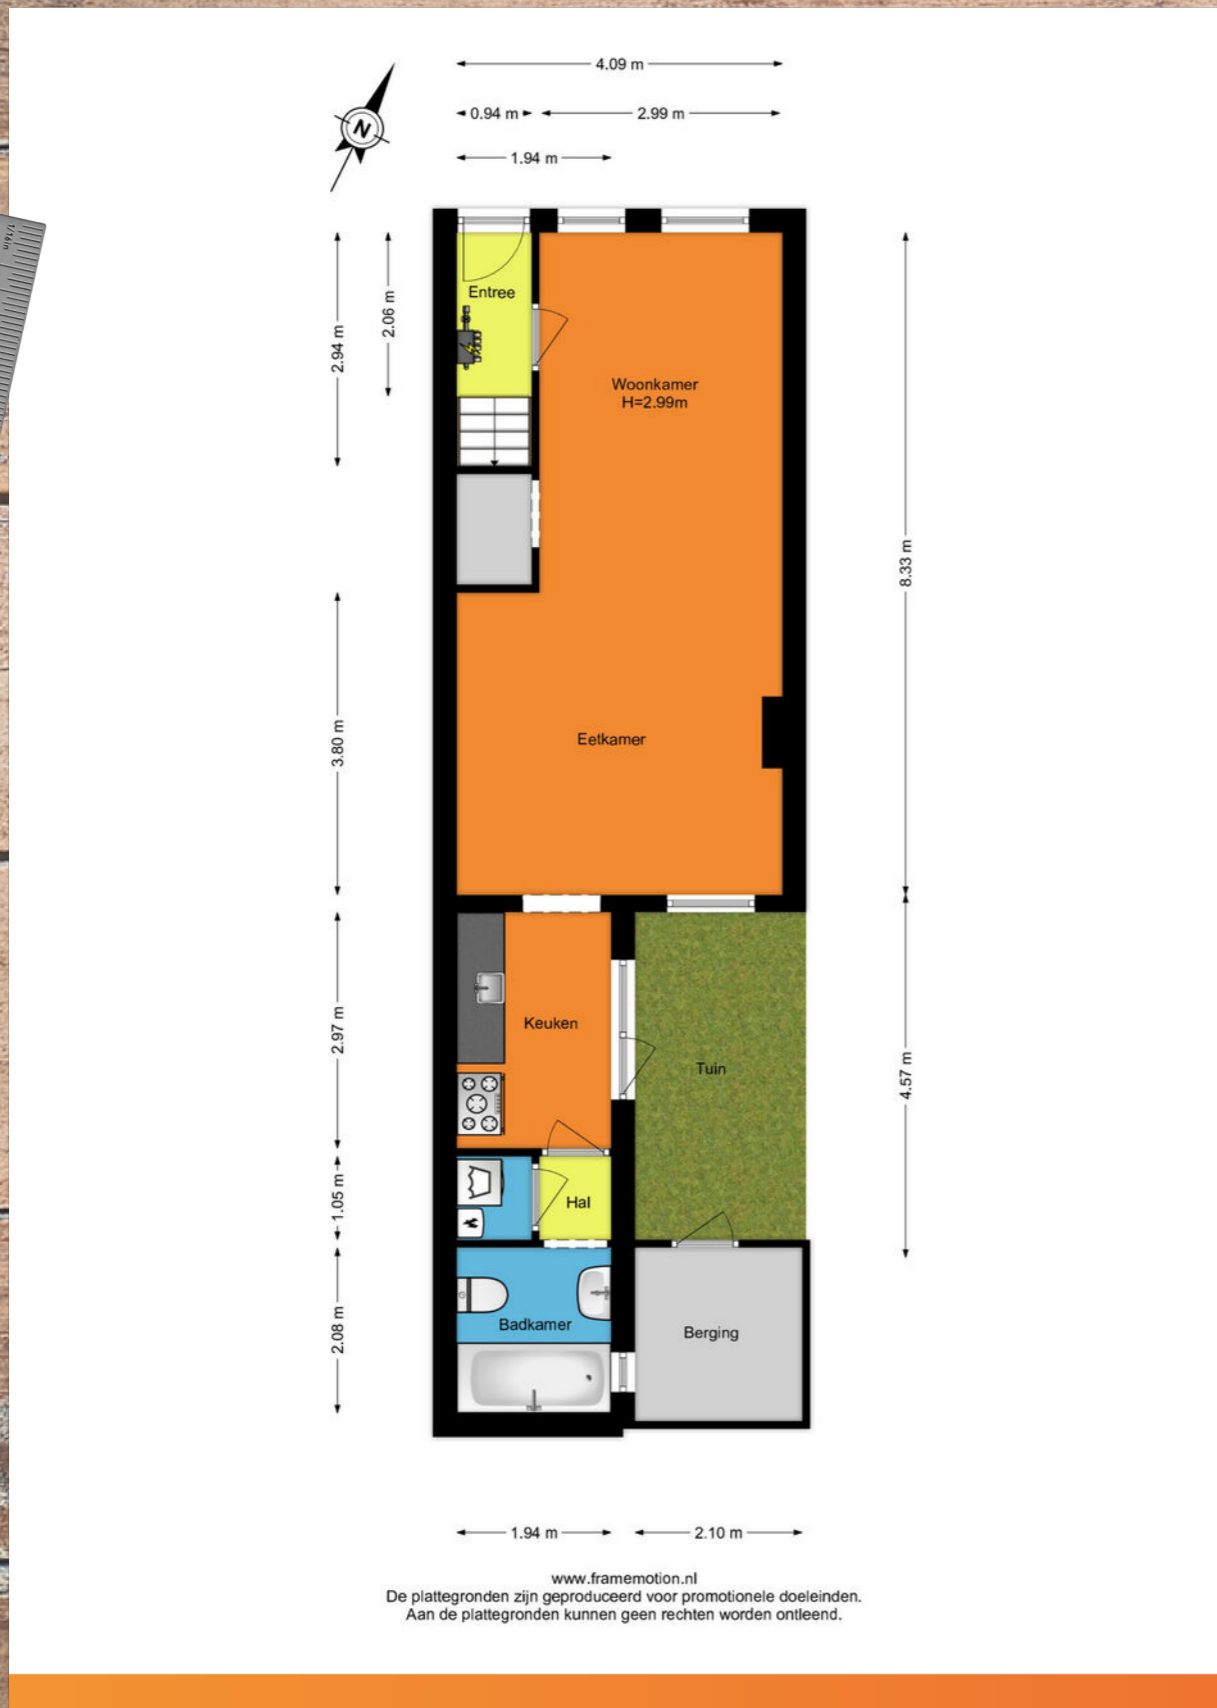 4.09 m
0.94 m
2.99 m
1.94 m
N
1/16in
2.94 m
2.06 m
Entree
Woonkamer
H=2.99m
8.33 m
3.80 m
Eetkamer
2.97 m
Keuken
Tuin
4.57 m
1.05 m
Hal
2.08 m
Badkamer
Berging
1.94 m
2.10 m
www.framemotion.nl
De plattegronden zijn geproduceerd voor promotionele doeleinden.
Aan de plattegronden kunnen geen rechten worden ontleend.